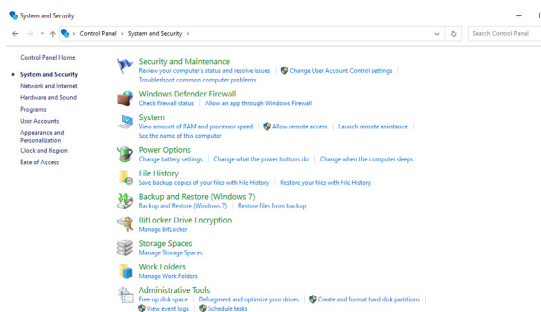 System and Security
Control Panel > System and Security >
Search Control Panel
Control Panel Home
System and Security
Network and Internet
Hardware and Sound
Programs
User Accounts
Appearance and
Personalization
Clock and Region
Ease of Access
Security and Maintenance
Review your computer's status and resolve issues | Change User Account Control settings |
Troubleshoot common computer problems
Windows Defender Firewall
Check firewall status | Allow an app through Windows Firewall
System
View amount of RAM and processor speed | Allow remote access | Launch remote assistance |
See the name of this computer
Power Options
Change battery settings | Change what the power buttons do | Change when the computer sleeps
File History
Save backup copies of your files with File History | Restore your files with File History
Backup and Restore (Windows 7)
Backup and Restore (Windows 7) | Restore files from backup
BitLocker Drive Encryption
Manage BitLocker
Storage Spaces
Manage Storage Spaces
Work Folders
Manage Work Folders
Administrative Tools
Free up disk space | Defragment and optimize your drives | Create and format hard disk partitions |
View event logs | Schedule tasks